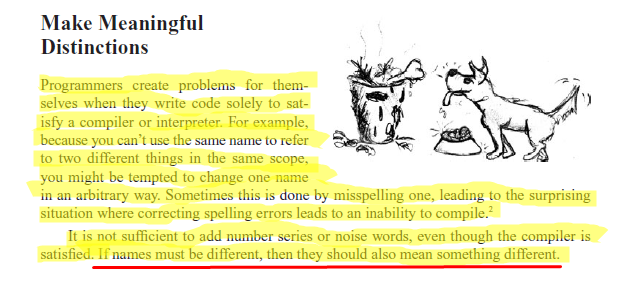 Make Meaningful
Distinctions
Programmers create problems for them-
selves when they write code solely to sat-
isfy a compiler or interpreter. For example,
because you can't use the same name to refer
to two different things in the same scope,
you might be tempted to change one name
in an arbitrary way. Sometimes this is done by misspelling one, leading to the surprising
situation where correcting spelling errors leads to an inability to compile.²
It is not sufficient to add number series or noise words, even though the compiler is
satisfied. If names must be different, then they should also mean something different.